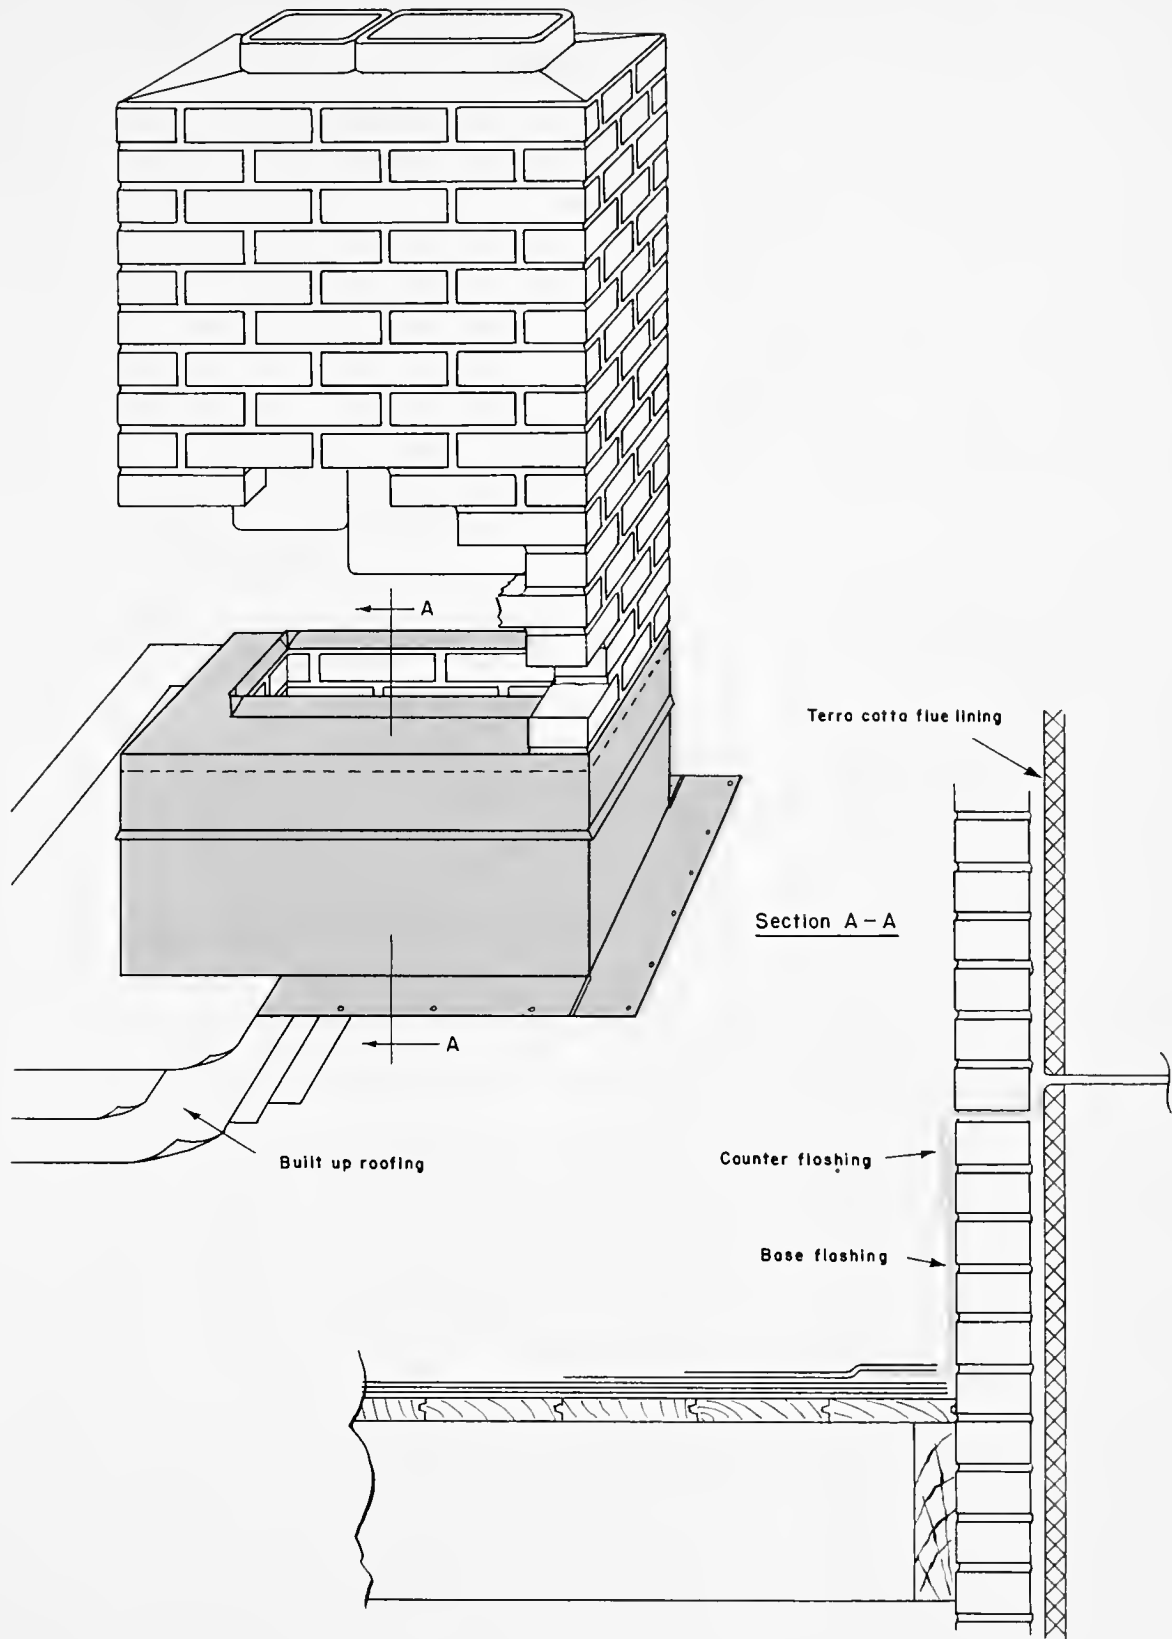 A
Terra cotta flue lining
Section A-A
A
Built up roofing
Counter flashing
Base flashing